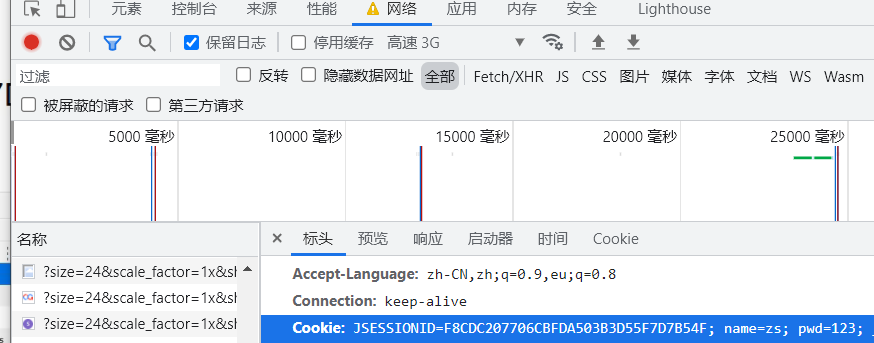 元素 控制台 来源 性能 网络 应用 内存 安全 Lighthouse
保留日志 停用缓存 高速 3G
过滤 反转 隐藏数据网址 全部 Fetch/XHR JS CSS 图片 媒体 字体 文档 WS Wasm
被屏蔽的请求 第三方请求
5000 毫秒 10000 毫秒 15000 毫秒 20000 毫秒 25000 毫秒
名称 标头 预览 响应 启动器 时间 Cookie
?size=24&scale_factor=1x&sh Accept-Language: zh-CN,zh;q=0.9,eu;q=0.8
?size=24&scale_factor=1x&sh Connection: keep-alive
?size=24&scale_factor=1x&sh Cookie: JSESSIONID=F8CDC207706CBFDA503B3D55F7D7B54F; name=zs; pwd=123;